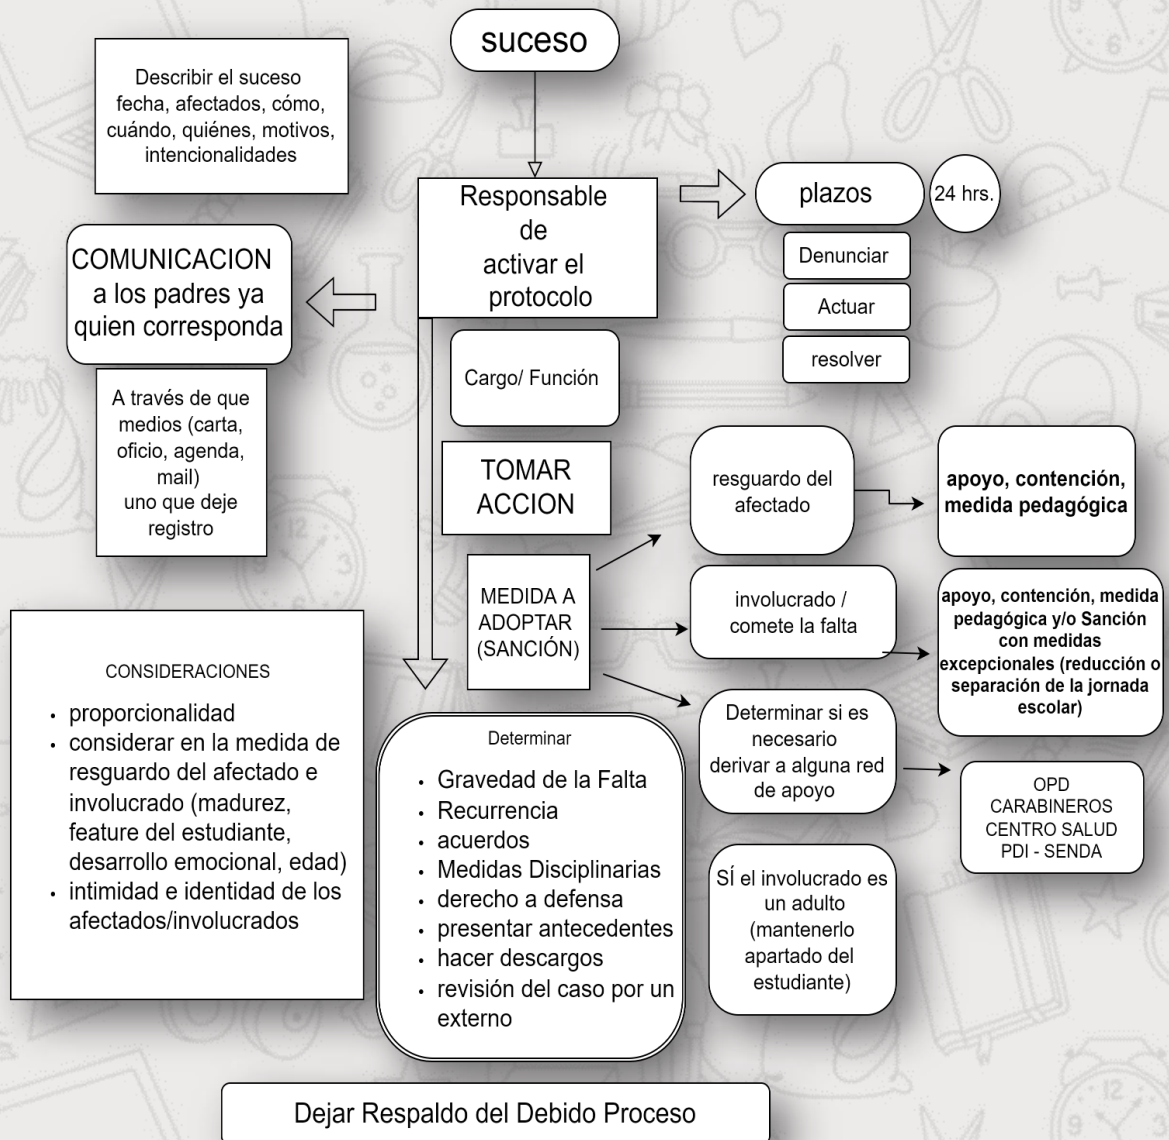 suceso
Describir el suceso
fecha, afectados, cómo,
cuándo, quiénes, motivos,
intencionalidades
Responsable
de
activar el
protocolo
plazos
24 hrs.
Denunciar
Actuar
resolver
COMUNICACION
a los padres ya
quien corresponda
A través de que
medios (carta,
oficio, agenda,
mail)
uno que deje
registro
Cargo/ Función
TOMAR
ACCION
MEDIDA A
ADOPTAR
(SANCIÓN)
resguardo del
afectado
apoyo, contención,
medida pedagógica
involucrado /
comete la falta
apoyo, contención, medida
pedagógica y/o Sanción
con medidas
excepcionales (reducción o
separación de la jornada
escolar)
Determinar si es
necesario
derivar a alguna red
de apoyo
OPD
CARABINEROS
CENTRO SALUD
PDI - SENDA
SÍ el involucrado es
un adulto
(mantenerlo
apartado del
estudiante)
CONSIDERACIONES
• proporcionalidad
• considerar en la medida de
resguardo del afectado e
involucrado (madurez,
feature del estudiante,
desarrollo emocional, edad)
• intimidad e identidad de los
afectados/involucrados
Determinar
• Gravedad de la Falta
• Recurrencia
• acuerdos
• Medidas Disciplinarias
• derecho a defensa
• presentar antecedentes
• hacer descargos
• revisión del caso por un
externo
Dejar Respaldo del Debido Proceso